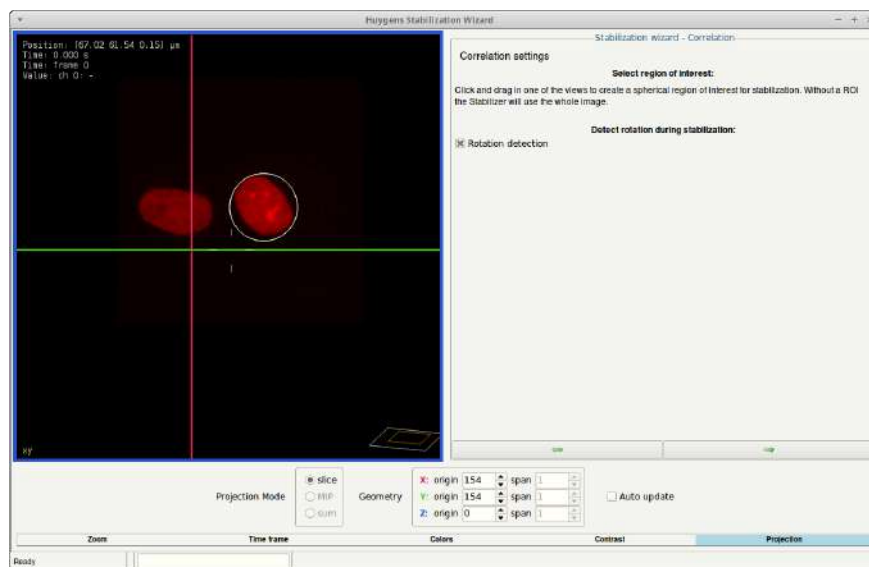 Huygens Stabilization Wizard
Position: (67.02 61.54 0.15) µm
Time: 0.000 s
Time: frame 0
Value: ch 0: -
xy
Stabilization wizard - Correlation
Correlation settings
Select region of interest:
Click and drag in one of the views to create a spherical region of interest for stabilization. Without a ROI
the Stabilizer will use the whole image.
Detect rotation during stabilization:
Rotation detection
Projection Mode
slice
MIP
sum
Geometry
X: origin 154 span 1
Y: origin 154 span 1
Z: origin 0 span 1
Auto update
Zoom Time frame Colors Contrast Projection
Ready